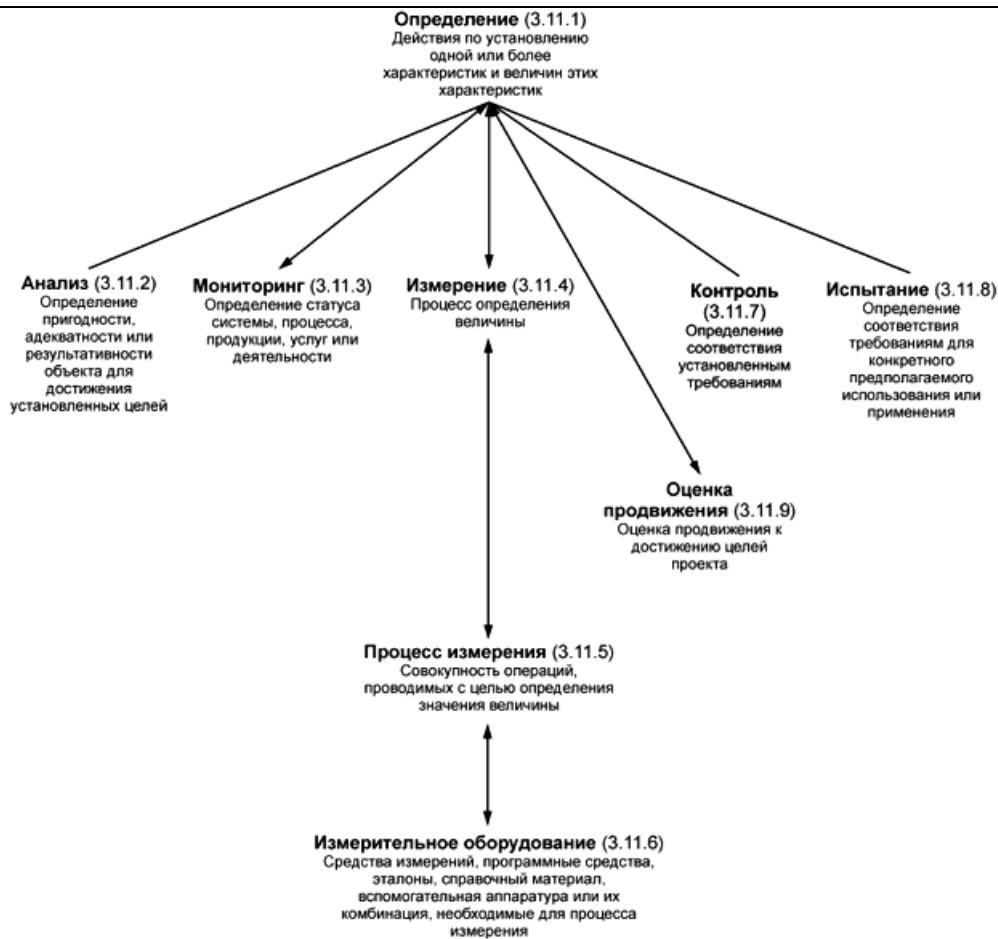 Определение (3.11.1)
Действия по установлению
одной или более
характеристик и величин этих
характеристик
Анализ (3.11.2)
Определение
пригодности,
адекватности или
результативности
объекта для
достижения
установленных целей
Мониторинг (3.11.3)
Определение статуса
системы, процесса,
продукции, услуг или
деятельности
Измерение (3.11.4)
Процесс определения
величины
Контроль
(3.11.7)
Определение
соответствия
установленным
требованиям
Испытание (3.11.8)
Определение
соответствия
требованиям для
конкретного
предполагаемого
использования или
применения
Оценка
продвижения (3.11.9)
Оценка продвижения к
достижению целей
проекта
Процесс измерения (3.11.5)
Совокупность операций,
проводимых с целью определения
значения величины
Измерительное оборудование (3.11.6)
Средства измерений, программные средства,
эталоны, справочный материал,
вспомогательная аппаратура или их
комбинация, необходимые для процесса
измерения